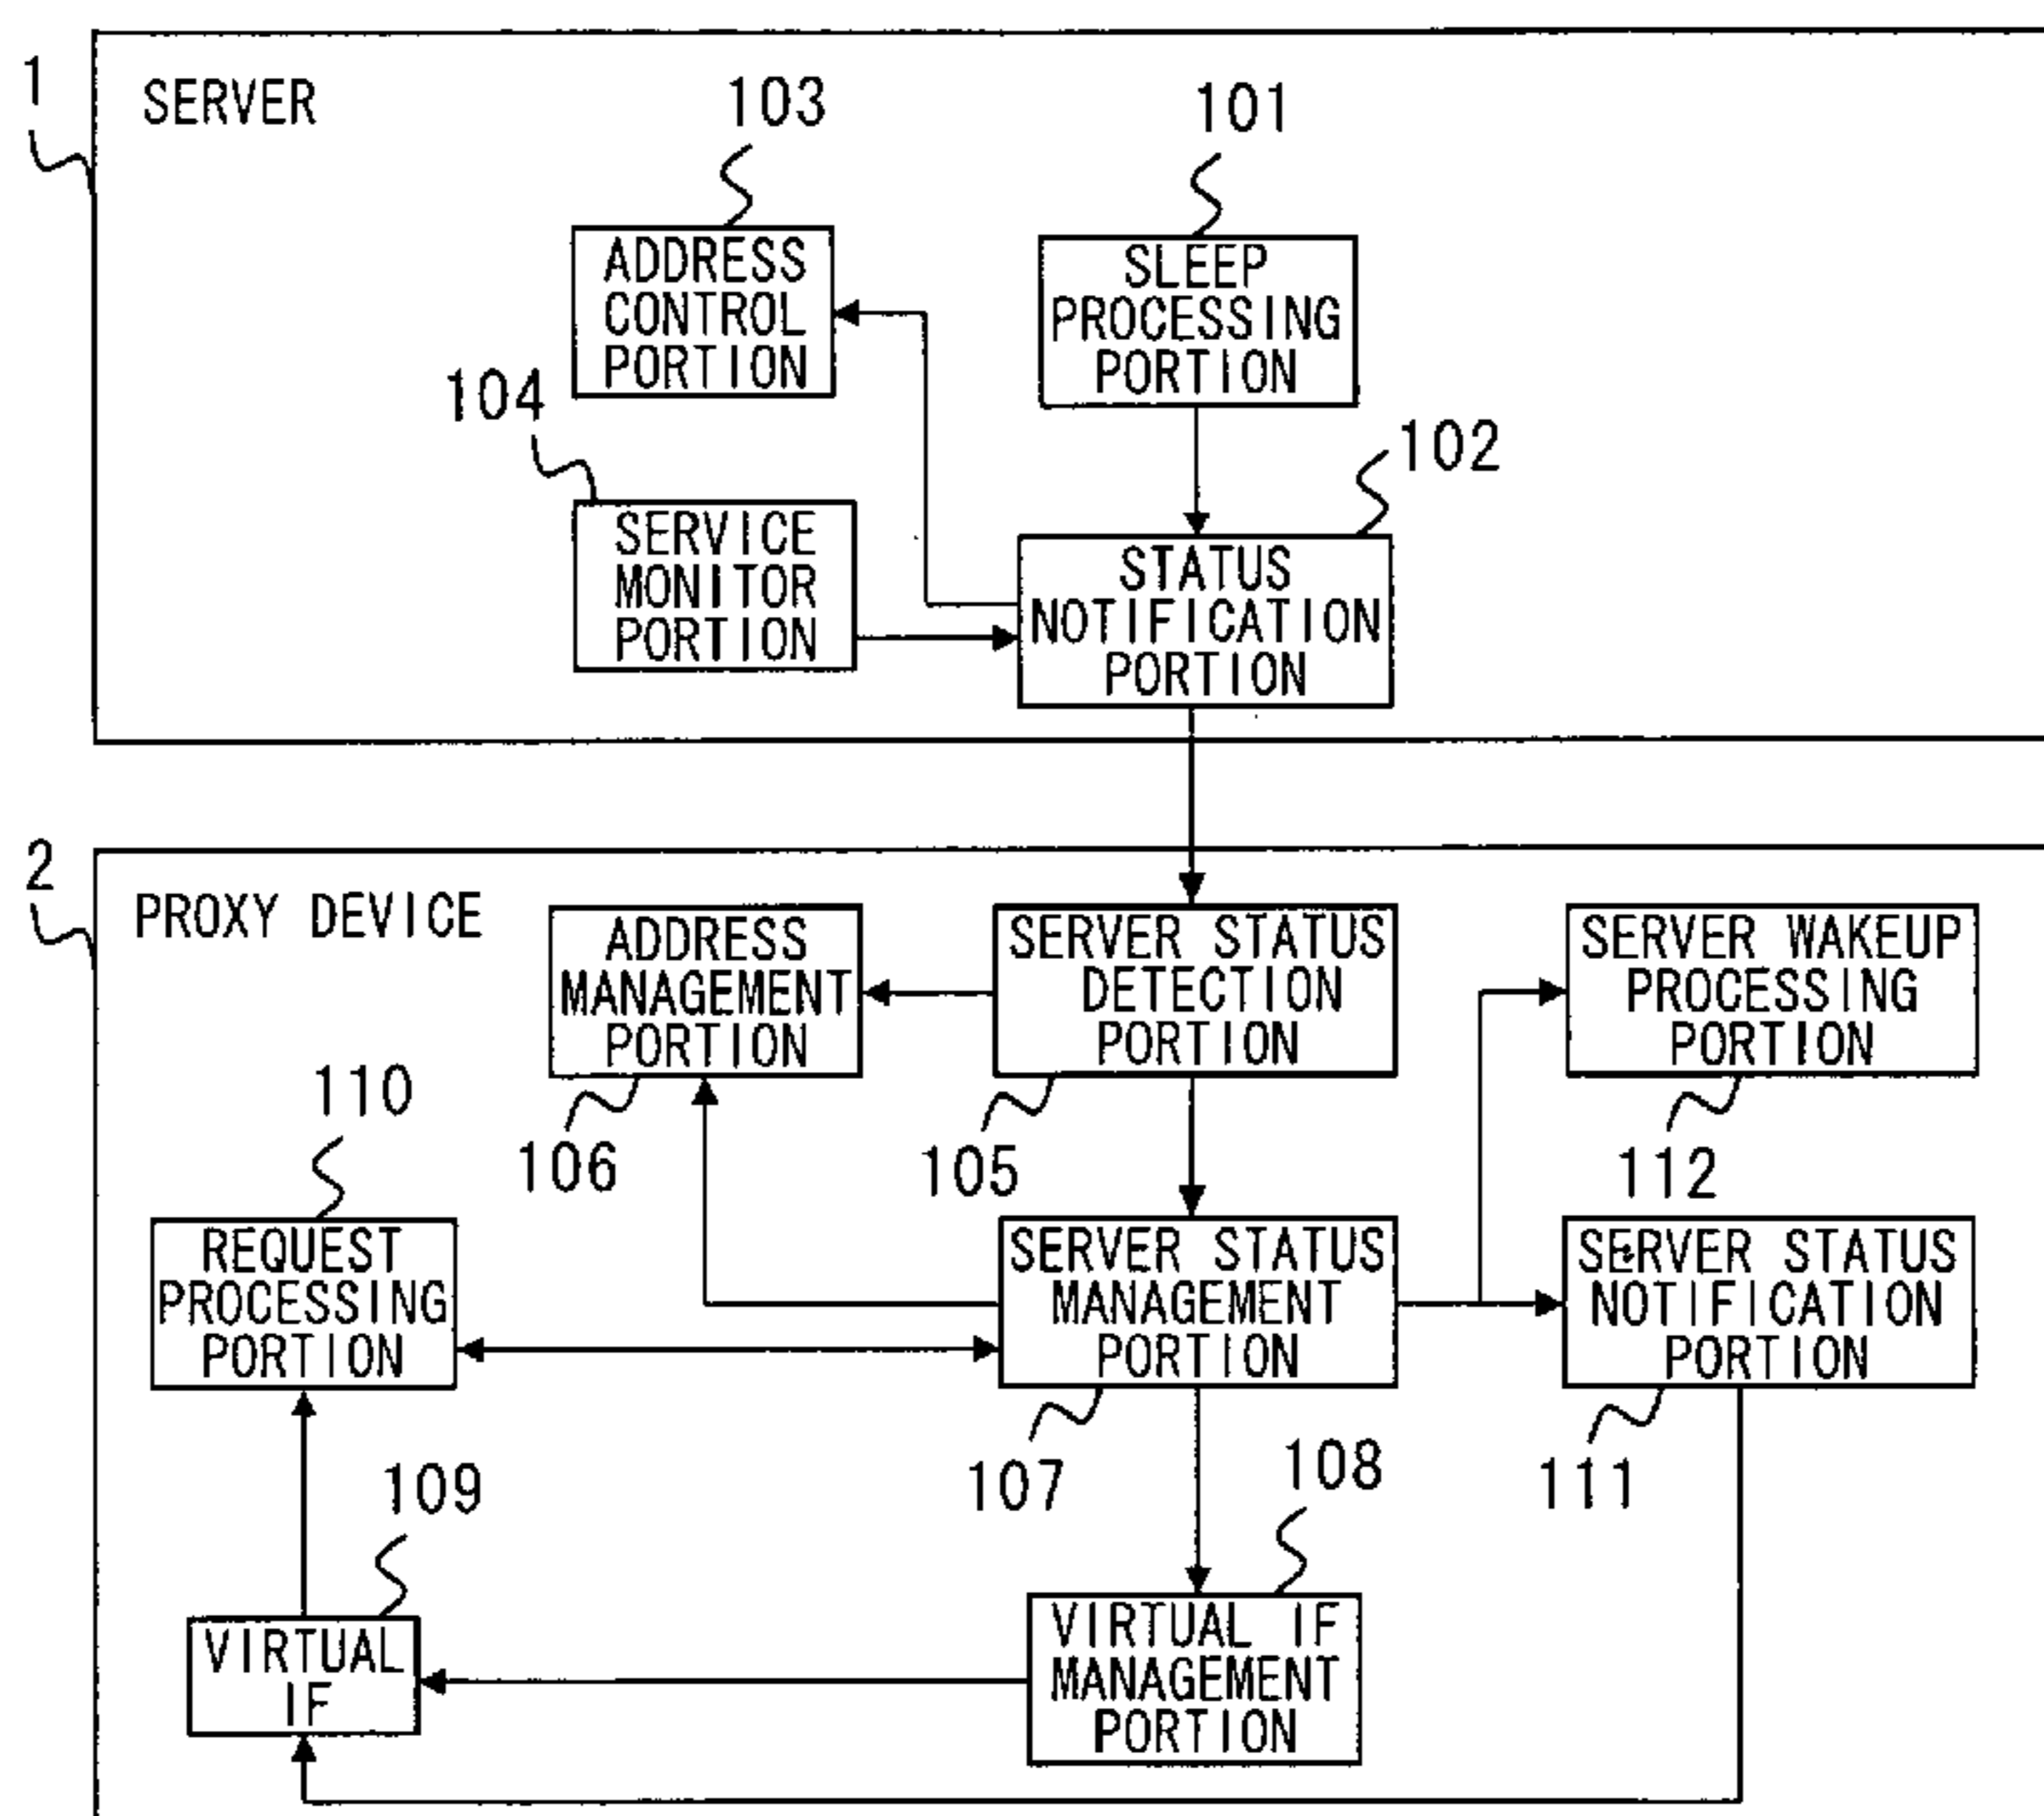 1
SERVER
103
101
ADDRESS
CONTROL
PORTION
SLEEP
PROCESSING
PORTION
104
102
SERVICE
MONITOR
PORTION
STATUS
NOTIFICATION
PORTION
2
PROXY DEVICE
ADDRESS
MANAGEMENT
PORTION
SERVER STATUS
DETECTION
PORTION
SERVER WAKEUP
PROCESSING
PORTION
110
106
105
112
REQUEST
PROCESSING
PORTION
SERVER STATUS
MANAGEMENT
PORTION
SERVER STATUS
NOTIFICATION
PORTION
109
107
108
111
VIRTUAL
IF
VIRTUAL IF
MANAGEMENT
PORTION